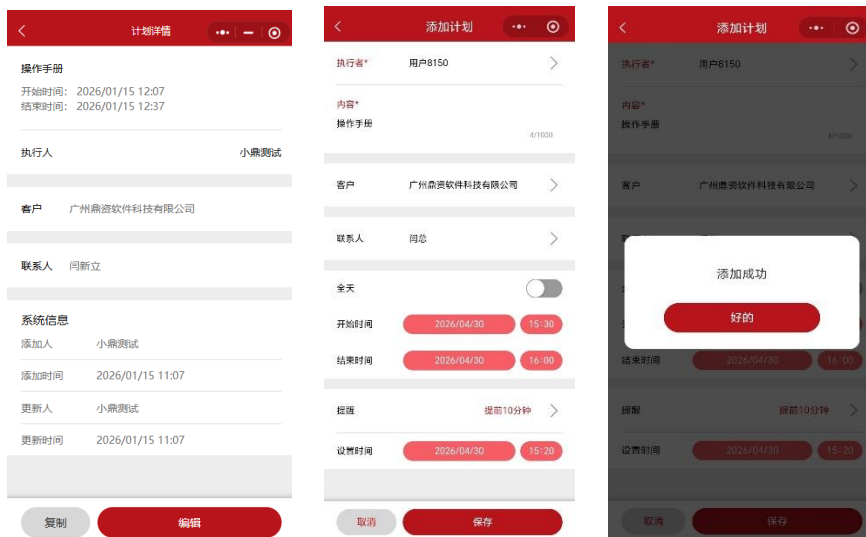 计划详情
操作手册
开始时间： 2026/01/15 12:07
结束时间： 2026/01/15 12:37
执行人 小鼎测试
客户 广州鼎资软件科技有限公司
联系人 闫新立
系统信息
添加人 小鼎测试
添加时间 2026/01/15 11:07
更新人 小鼎测试
更新时间 2026/01/15 11:07
复制 编辑
添加计划
执行者* 用户8150
内容*
操作手册
4/1000
客户 广州鼎资软件科技有限公司
联系人 闫总
全天
开始时间 2026/04/30 15:30
结束时间 2026/04/30 16:00
提醒 提前10分钟
设置时间 2026/04/30 15:20
取消 保存
添加计划
执行者* 用户8150
内容*
操作手册
4/1000
客户 广州鼎资软件科技有限公司
添加成功
好的
结束时间 2026/04/30 16:00
提醒 提前10分钟
设置时间 2026/04/30 15:20
取消 保存